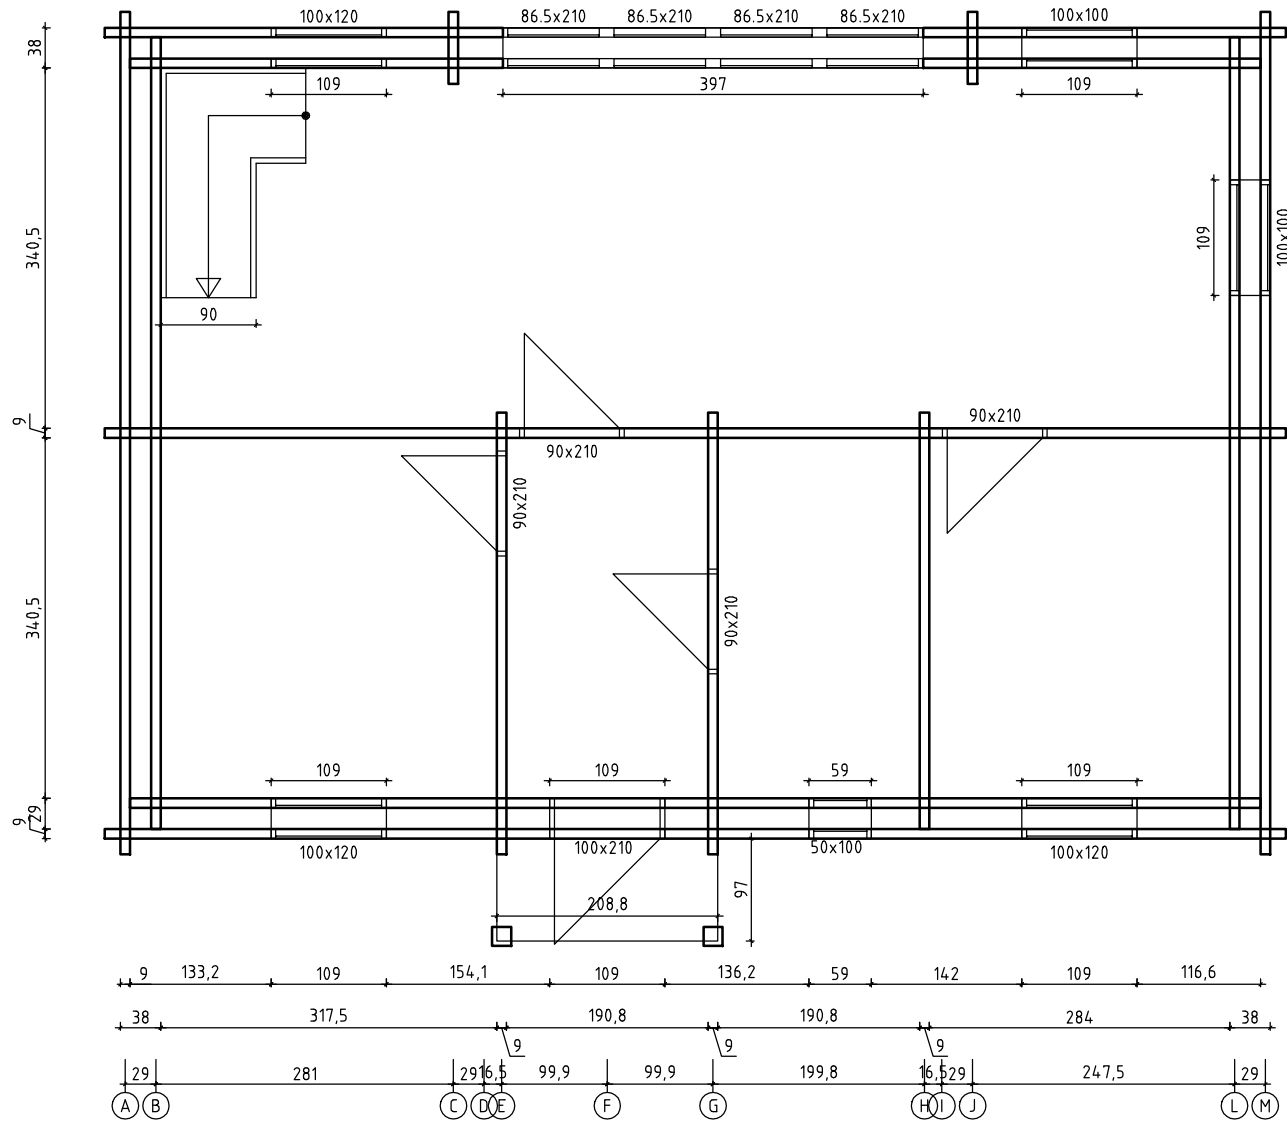 100x120
86.5x210 86.5x210 86.5x210 86.5x210
100x100
38
109
397
109
340,5
109
100x100
90
9
90x210
90x210
90x210
90x210
340,5
109
109
59
109
29
9
100x120
100x210
50x100
100x120
97
208,8
9 133,2 109 154,1 109 136,2 59 142 109 116,6
38 317,5 190,8 190,8 284 38
9 9 9
29 281 29 16,5 99,9 99,9 199,8 16,5 29 247,5 29
A B C D E F G H I J L M